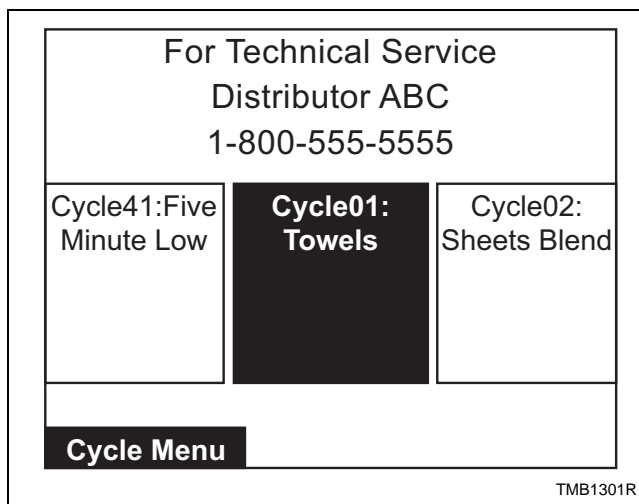 For Technical Service
Distributor ABC
1-800-555-5555
Cycle41:Five
Minute Low
Cycle01:
Towels
Cycle02:
Sheets Blend
Cycle Menu
TMB1301R